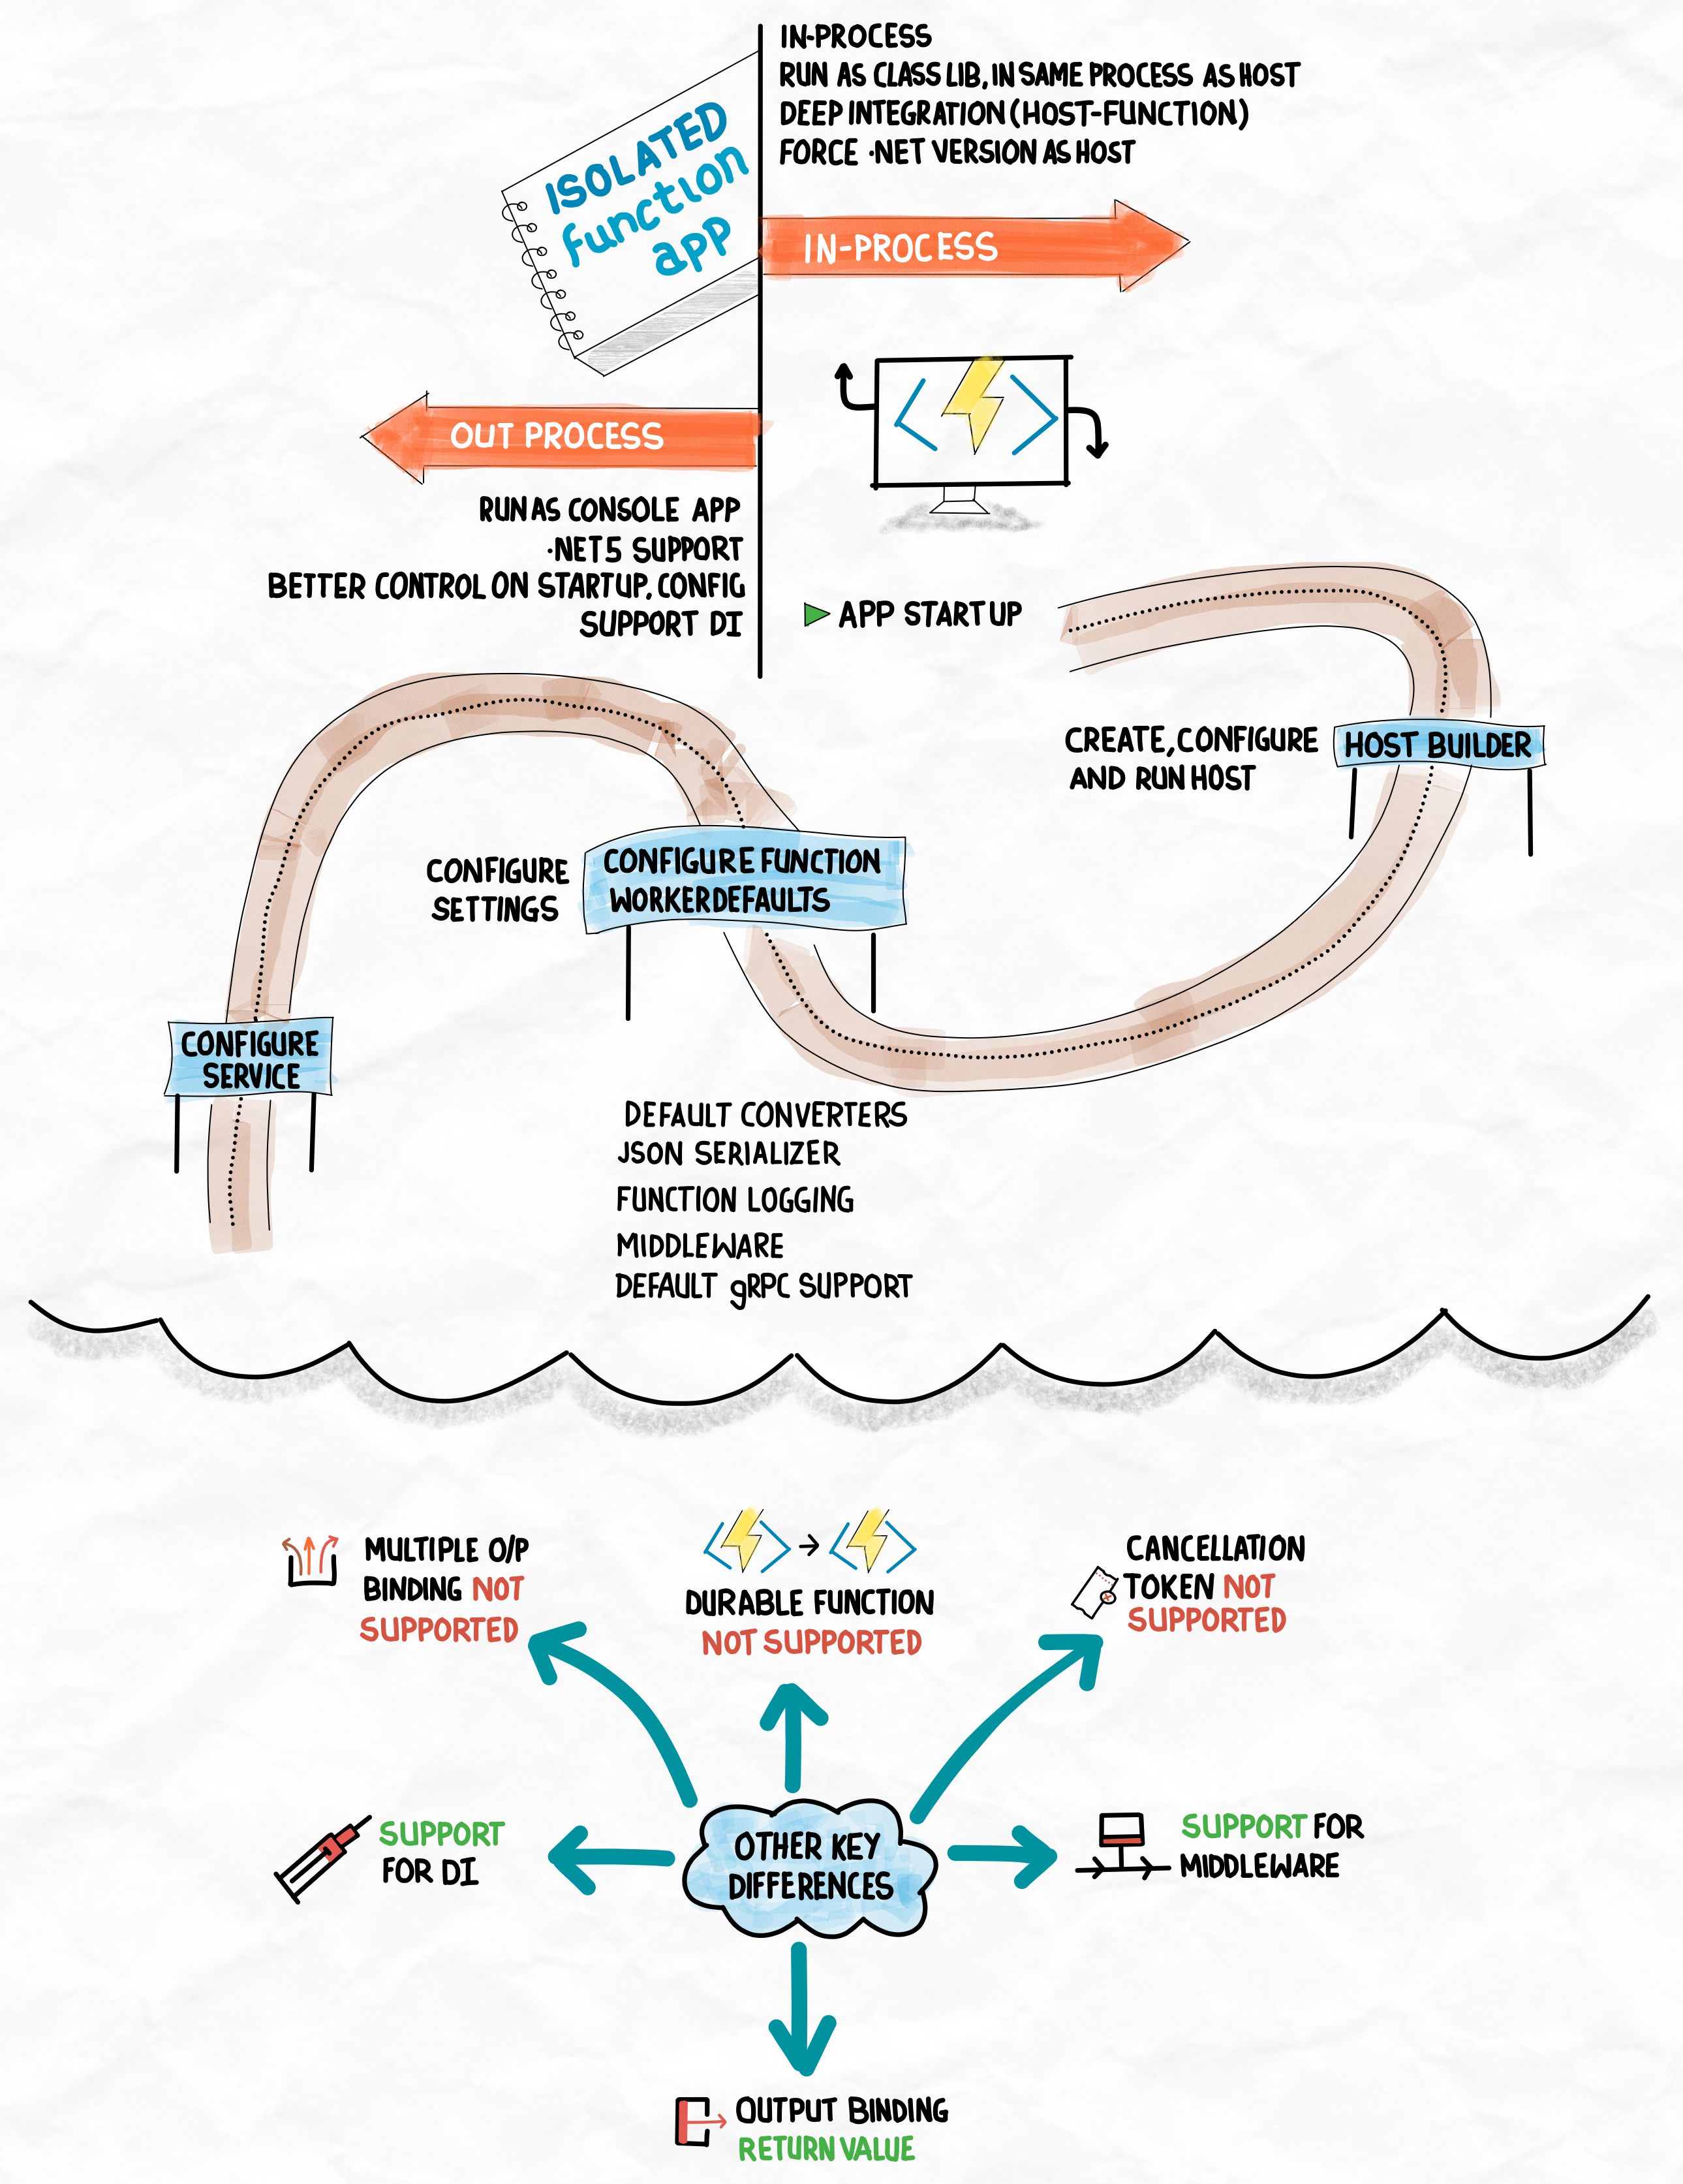 IN-PROCESS
RUN AS CLASS LIB, IN SAME PROCESS AS HOST
DEEP INTEGRATION (HOST-FUNCTION)
FORCE .NET VERSION AS HOST
ISOLATED
function
app
IN-PROCESS
OUT PROCESS
RUN AS CONSOLE APP
.NET5 SUPPORT
BETTER CONTROL ON STARTUP, CONFIG
SUPPORT DI
APP STARTUP
CREATE, CONFIGURE
AND RUN HOST
HOST BUILDER
CONFIGURE
SETTINGS
CONFIGURE FUNCTION
WORKERDEFAULTS
CONFIGURE
SERVICE
DEFAULT CONVERTERS
JSON SERIALIZER
FUNCTION LOGGING
MIDDLEWARE
DEFAULT gRPC SUPPORT
MULTIPLE O/P
BINDING NOT
SUPPORTED
DURABLE FUNCTION
NOT SUPPORTED
CANCELLATION
TOKEN NOT
SUPPORTED
SUPPORT
FOR DI
OTHER KEY
DIFFERENCES
SUPPORT FOR
MIDDLEWARE
OUTPUT BINDING
RETURN VALUE